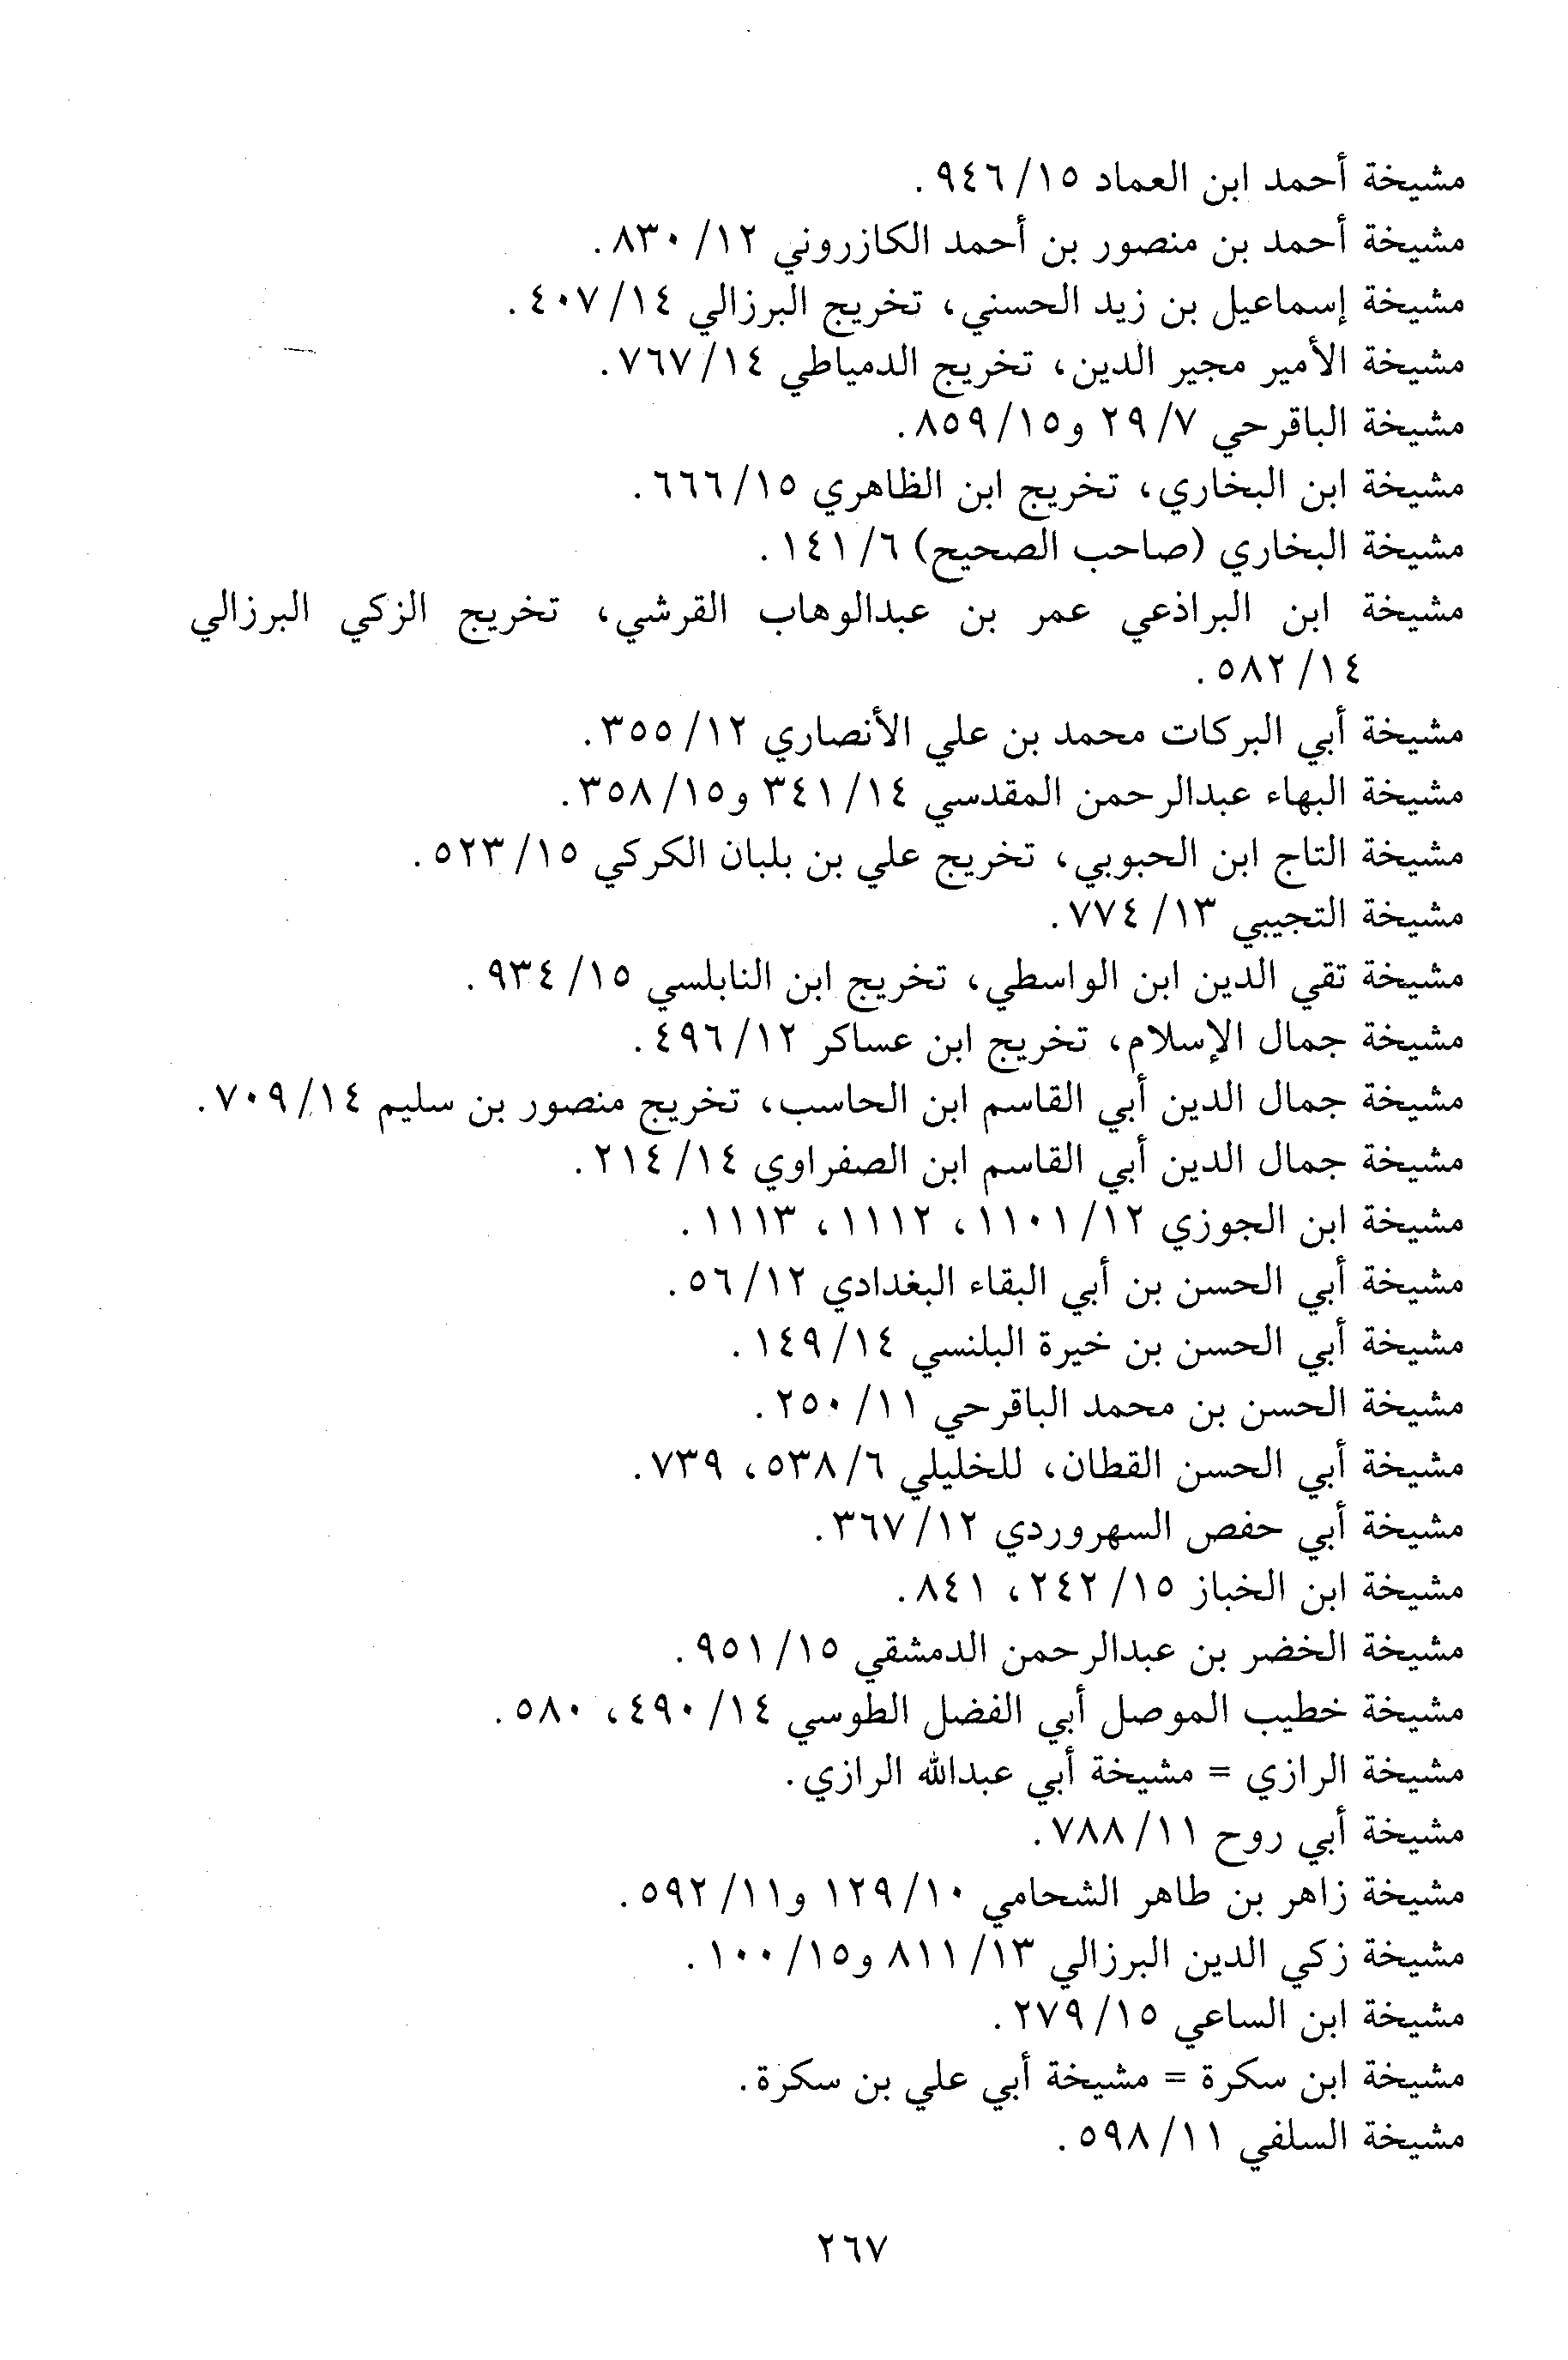 مشيخة أحمد ابن العماد ١٥/ ٩٤٦.
مشيخة أحمد بن منصور بن أحمد الكازروني ١٢/ ٨٣٠.
مشيخة إسماعيل بن زيد الحسني، تخريج البرزالي ١٤/ ٤٠٧.
مشيخة الأمير مجير الدين، تخريج الدمياطي ١٤/ ٧٦٧.
مشيخة الباقرحي ٧/ ٢٩ و١٥/ ٨٥٩.
مشيخة ابن البخاري، تخريج ابن الظاهري ١٥/ ٦٦٦.
مشيخة البخاري (صاحب الصحيح) ٦/ ١٤١.
مشيخة ابن البراذعي عمر بن عبدالوهاب القرشي، تخريج الزكي البرزالي
١٤/ ٥٨٢.
مشيخة أبي البركات محمد بن علي الأنصاري ١٢/ ٣٥٥.
مشيخة البهاء عبدالرحمن المقدسي ١٤/ ٣٤١ و١٥/ ٣٥٨.
مشيخة التاج ابن الحبوبي، تخريج علي بن بلبان الكركي ١٥/ ٥٢٣.
مشيخة التجيبي ١٣/ ٧٧٤.
مشيخة تقي الدين ابن الواسطي، تخريج ابن النابلسي ١٥/ ٩٣٤.
مشيخة جمال الإسلام، تخريج ابن عساكر ١٢/ ٤٩٦.
مشيخة جمال الدين أبي القاسم ابن الحاسب، تخريج منصور بن سليم ١٤/ ٧٠٩.
مشيخة جمال الدين أبي القاسم ابن الصفراوي ١٤/ ٢١٤.
مشيخة ابن الجوزي ١٢/ ١١٠١، ١١١٢، ١١١٣.
مشيخة أبي الحسن بن أبي البقاء البغدادي ١٢/ ٥٦.
مشيخة أبي الحسن بن خيرة البلنسي ١٤/ ١٤٩.
مشيخة الحسن بن محمد الباقرحي ١١/ ٢٥٠.
مشيخة أبي الحسن القطان، للخليلي ٦/ ٥٣٨، ٧٣٩.
مشيخة أبي حفص السهروردي ١٢/ ٣٦٧.
مشيخة ابن الخباز ١٥/ ٢٤٢، ٨٤١.
مشيخة الخضر بن عبدالرحمن الدمشقي ١٥/ ٩٥١.
مشيخة خطيب الموصل أبي الفضل الطوسي ١٤/ ٤٩٠، ٥٨٠.
مشيخة الرازي = مشيخة أبي عبدالله الرازي.
مشيخة أبي روح ١١/ ٧٨٨.
مشيخة زاهر بن طاهر الشحامي ١٠/ ١٢٩ و١١/ ٥٩٢.
مشيخة زكي الدين البرزالي ١٣/ ٨١١ و١٥/ ١٠٠.
مشيخة ابن الساعي ١٥/ ٢٧٩.
مشيخة ابن سكرة = مشيخة أبي علي بن سكرة.
مشيخة السلفي ١١/ ٥٩٨.
٢٦٧